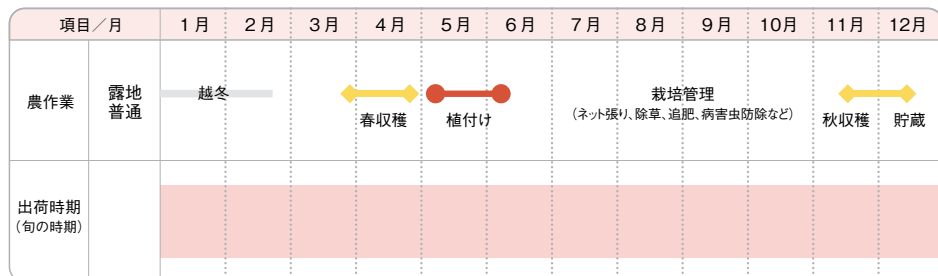 項目／月 1月 2月 3月 4月 5月 6月 7月 8月 9月 10月 11月 12月
農作業
露地
普通
越冬
春収穫
植付け
栽培管理
（ネット張り、除草、追肥、病害虫防除など）
秋収穫
貯蔵
出荷時期
（旬の時期）